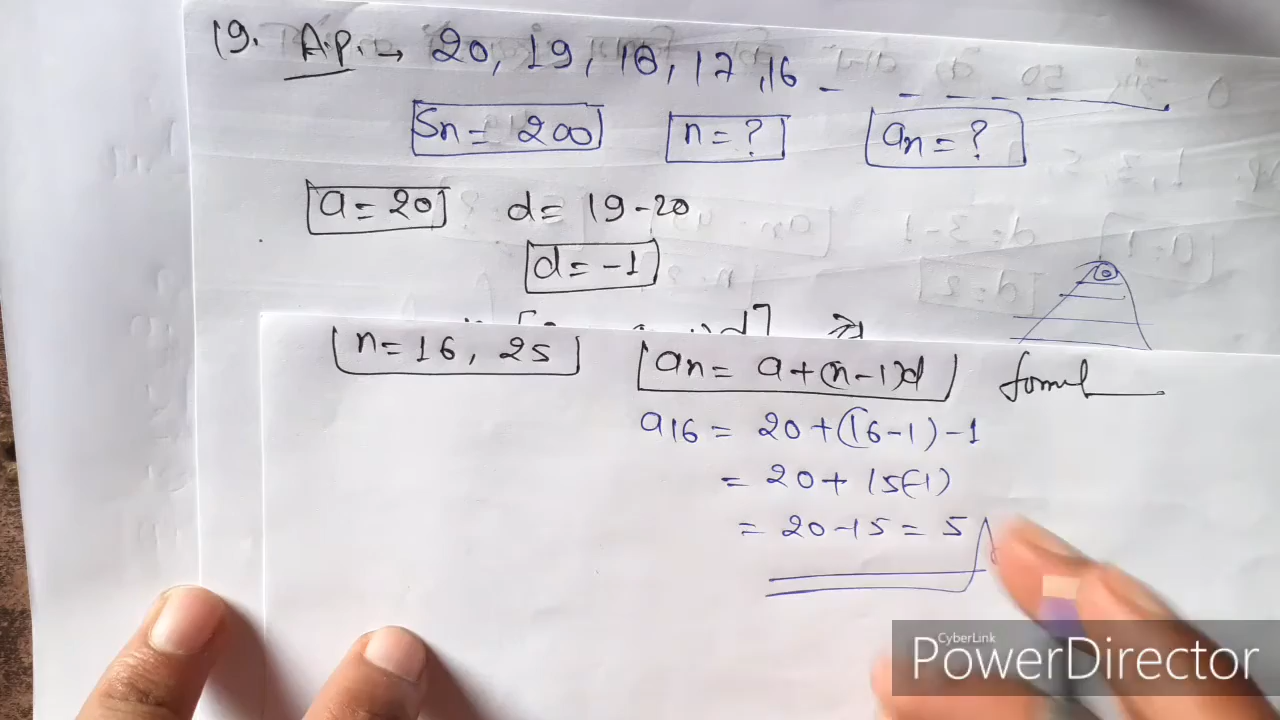 19. A.P. → 20, 19, 18, 17, 16 _ _ _ _
Sn = 200 n = ? an = ?
a = 20 d = 19 - 20
d = -1
n = 16, 25 an = a + (n - 1)d
a16 = 20 + (16 - 1) - 1
= 20 + 15(-1)
= 20 - 15 = 5
CyberLink
PowerDirector